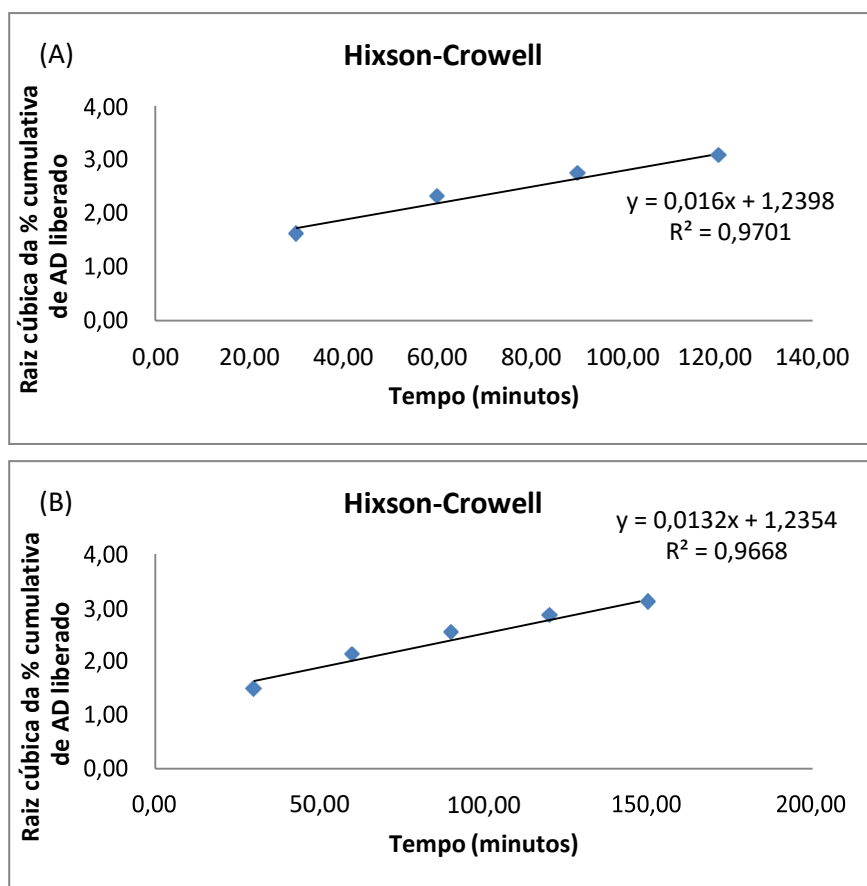 (A)
Hixson-Crowell
Raiz cúbica da % cumulativa
de AD liberado
4,00
3,00
2,00
1,00
0,00
y = 0,016x + 1,2398
R² = 0,9701
0,00 20,00 40,00 60,00 80,00 100,00 120,00 140,00
Tempo (minutos)
(B)
Hixson-Crowell
y = 0,0132x + 1,2354
R² = 0,9668
Raiz cúbica da % cumulativa
de AD liberado
4,00
3,00
2,00
1,00
0,00
0,00 50,00 100,00 150,00 200,00
Tempo (minutos)